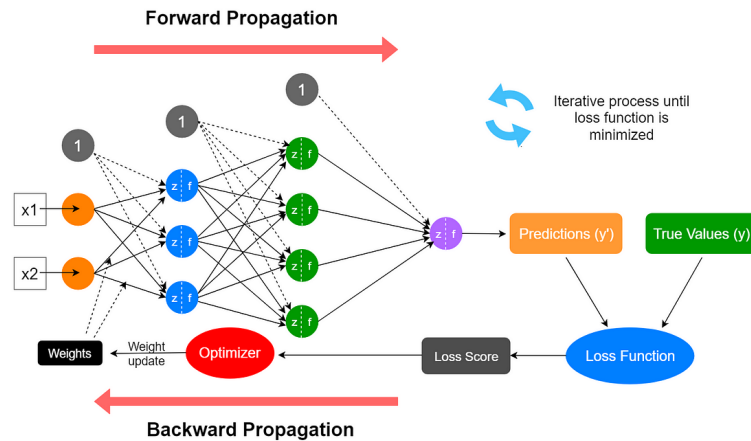 Forward Propagation
1
1
1
Iterative process until
loss function is
minimized
z f
z f
z f
z f
z f
z f
z f
z f
x1
x2
Predictions (y')
True Values (y)
Weights
Weight
update
Optimizer
Loss Score
Loss Function
Backward Propagation